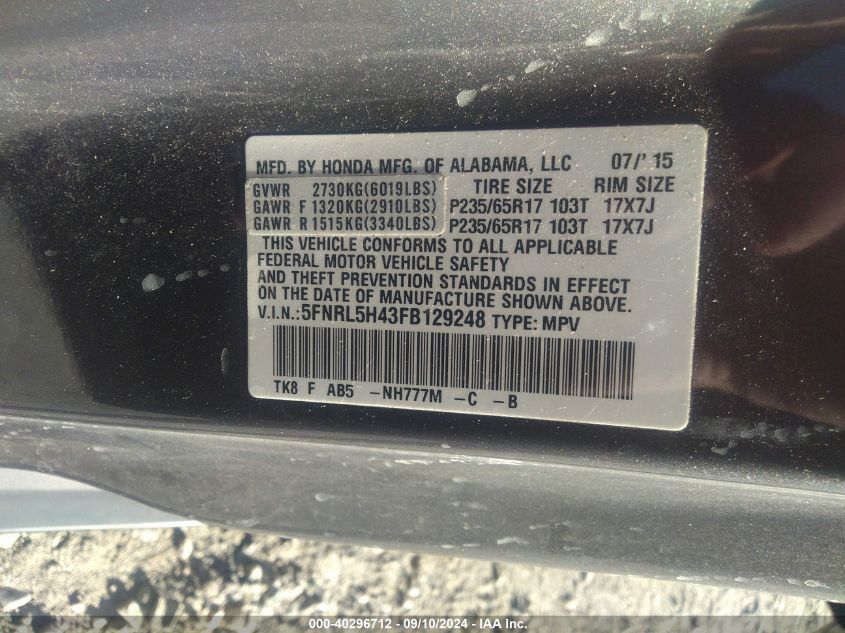 MFD. BY HONDA MFG. OF ALABAMA, LLC 07/'15
GVWR 2730KG(6019LBS) TIRE SIZE RIM SIZE
GAWR F 1320KG(2910LBS) P235/65R17 103T 17X7J
GAWR R 1515KG(3340LBS) P235/65R17 103T 17X7J
THIS VEHICLE CONFORMS TO ALL APPLICABLE
FEDERAL MOTOR VEHICLE SAFETY
AND THEFT PREVENTION STANDARDS IN EFFECT
ON THE DATE OF MANUFACTURE SHOWN ABOVE.
V.I.N.:5FNRL5H43FB129248 TYPE: MPV
TK8 F AB5 -NH777M -C -B
000-40296712 - 09/10/2024 - IAA Inc.